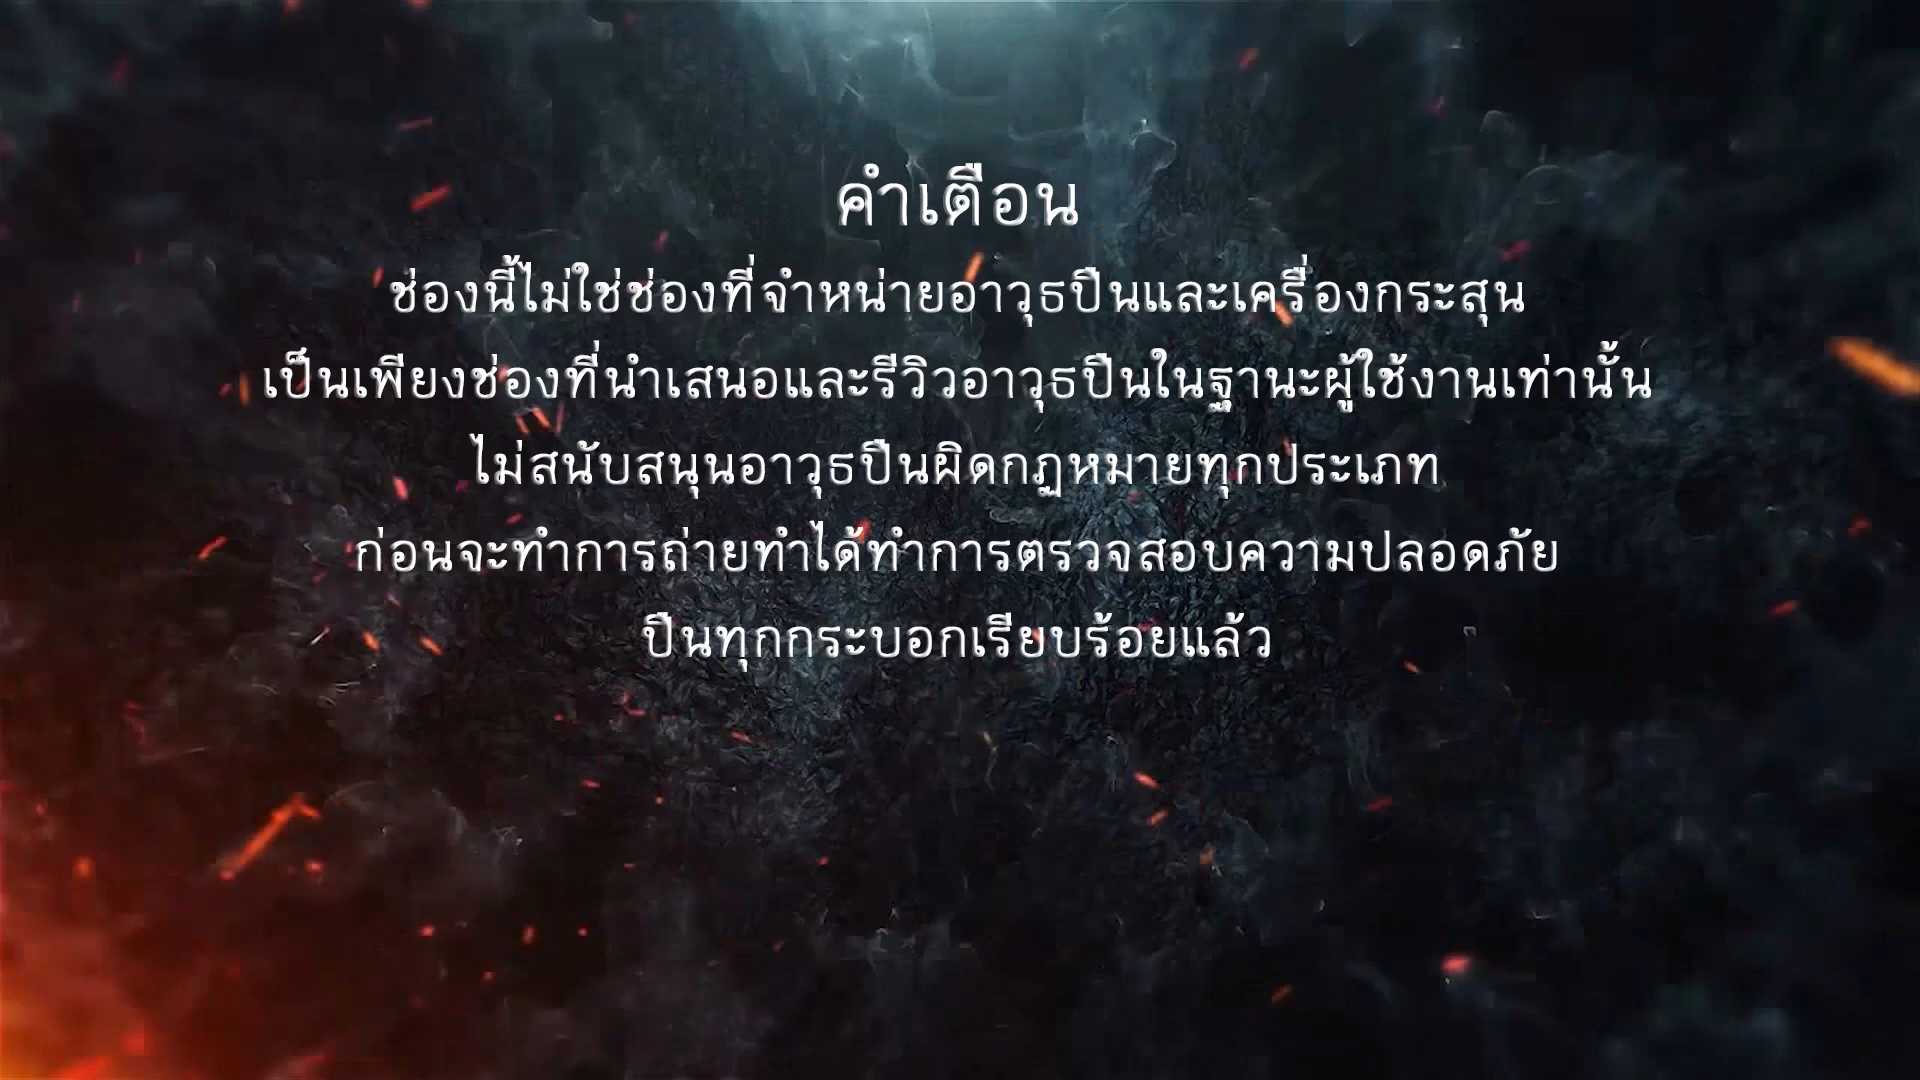 คำเตือน
ช่องนี้ไม่ใช่ช่องที่จำหน่ายอาวุธปืนและเครื่องกระสุน
เป็นเพียงช่องที่นำเสนอและรีวิวอาวุธปืนในฐานะผู้ใช้งานเท่านั้น
ไม่สนับสนุนอาวุธปืนผิดกฎหมายทุกประเภท
ก่อนจะทำการถ่ายทำได้ทำการตรวจสอบความปลอดภัย
ปืนทุกกระบอกเรียบร้อยแล้ว